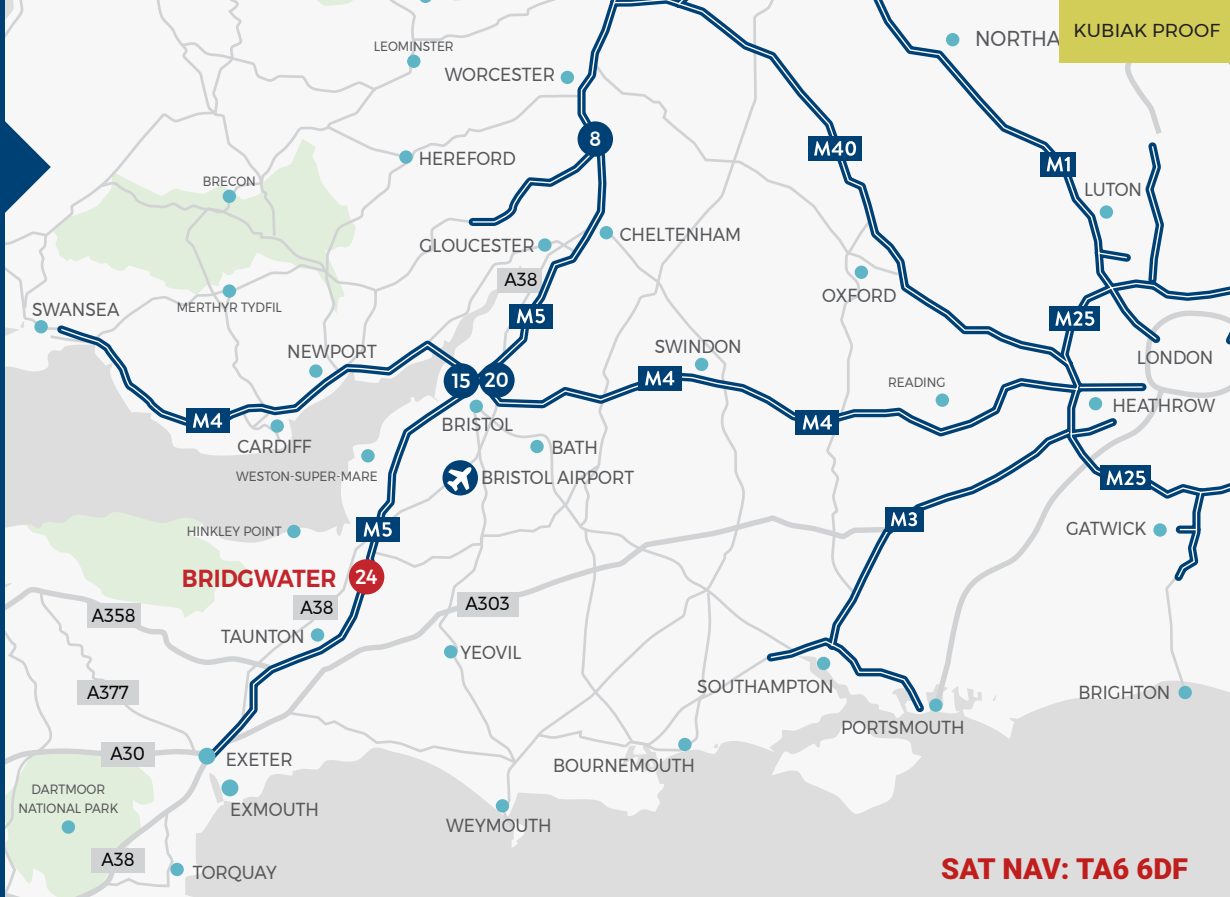 KUBIAK PROOF
NORTHA
LEOMINSTER
WORCESTER
8
M40
M1
HEREFORD
BRECON
LUTON
GLOUCESTER
CHELTENHAM
A38
OXFORD
SWANSEA
MERTHYR TYDFIL
M5
M25
NEWPORT
SWINDON
LONDON
15
20
M4
READING
HEATHROW
M4
M4
BRISTOL
CARDIFF
BATH
WESTON-SUPER-MARE
BRISTOL AIRPORT
M25
HINKLEY POINT
M5
M3
GATWICK
BRIDGWATER
24
A358
A38
A303
TAUNTON
YEOVIL
A377
SOUTHAMPTON
BRIGHTON
PORTSMOUTH
A30
EXETER
BOURNEMOUTH
DARTMOOR
NATIONAL PARK
EXMOUTH
WEYMOUTH
A38
TORQUAY
SAT NAV: TA6 6DF